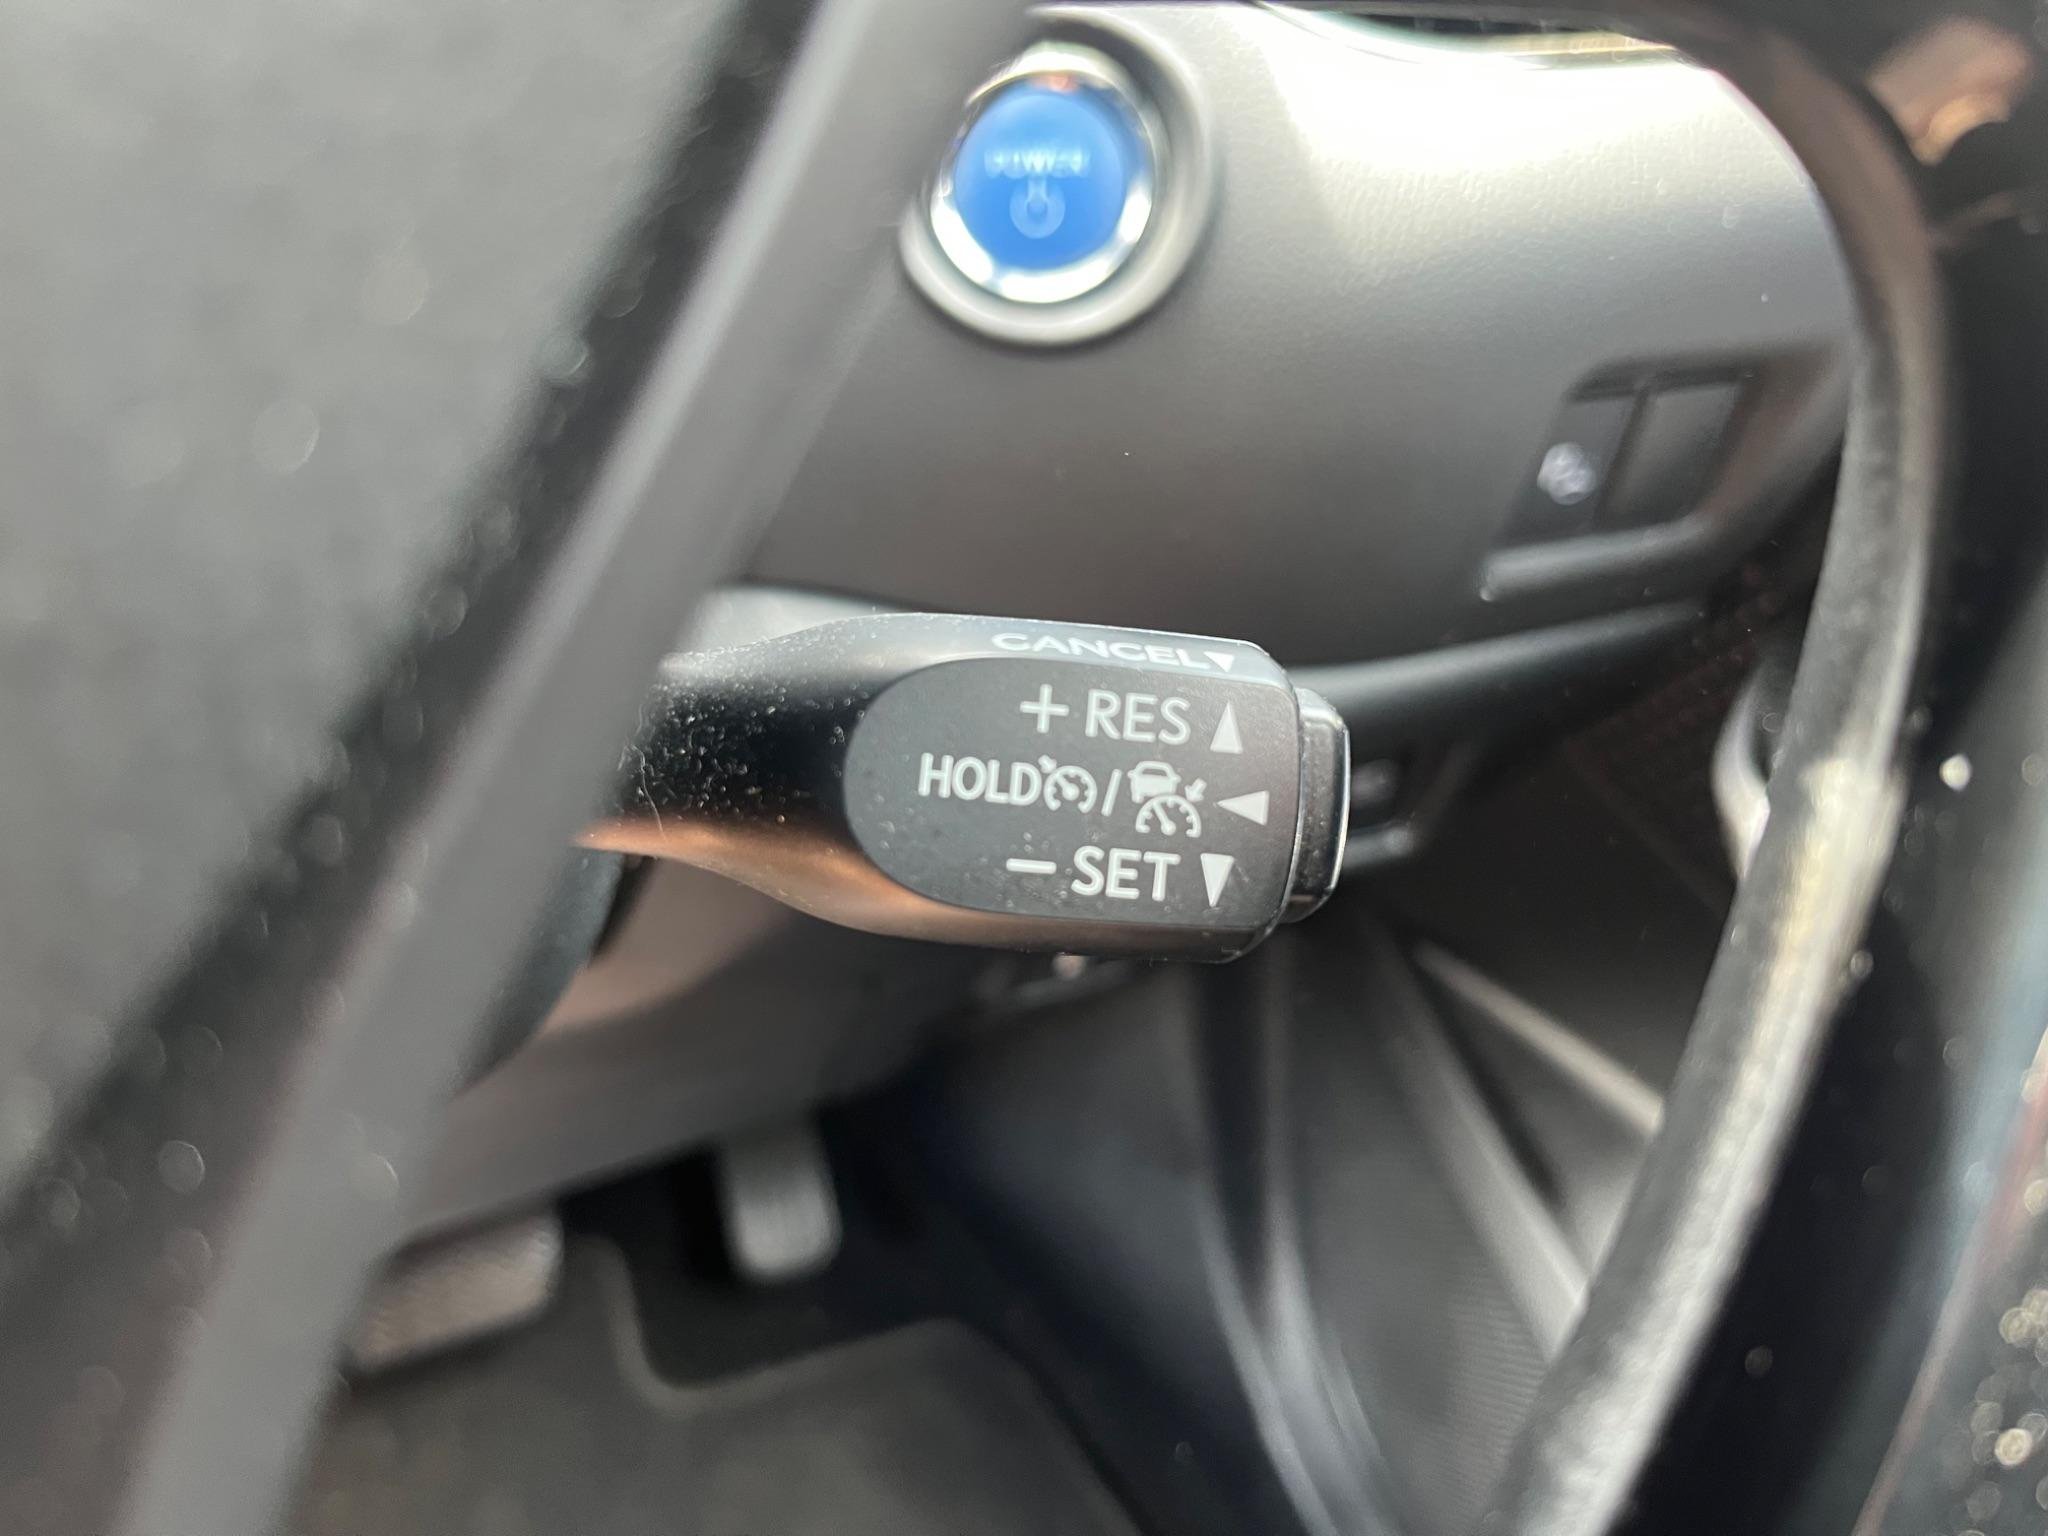 POWER
CANCEL
+ RES
HOLD /
− SET